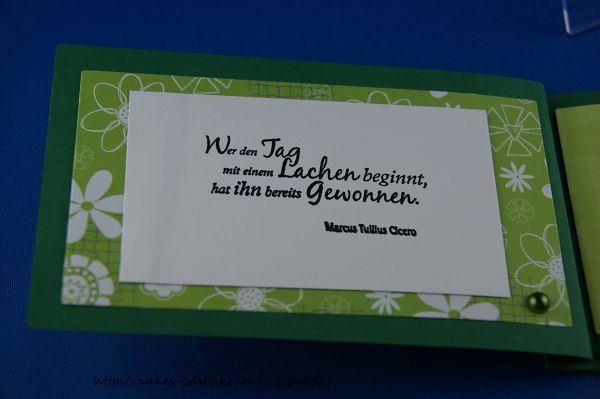 Wer den Tag
mit einem Lachen beginnt,
hat ihn bereits Gewonnen.
Marcus Tullius Cicero
http://ankes-bastelkram.blogspot.de/